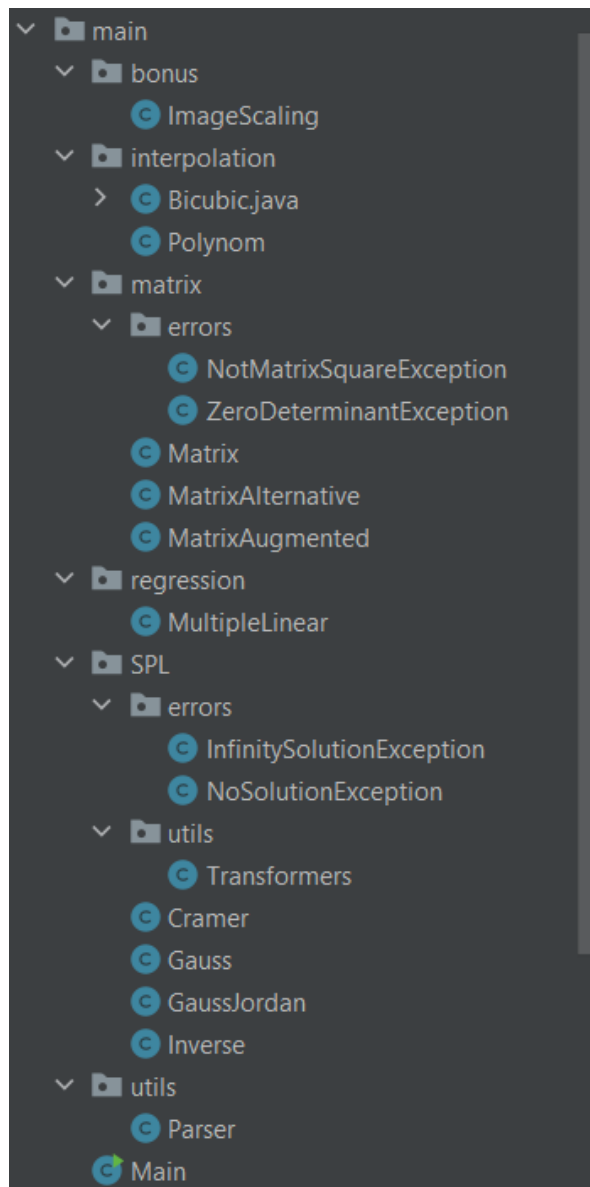 main
bonus
ImageScaling
interpolation
Bicubic.java
Polynom
matrix
errors
NotMatrixSquareException
ZeroDeterminantException
Matrix
MatrixAlternative
MatrixAugmented
regression
MultipleLinear
SPL
errors
InfinitySolutionException
NoSolutionException
utils
Transformers
Cramer
Gauss
GaussJordan
Inverse
utils
Parser
Main